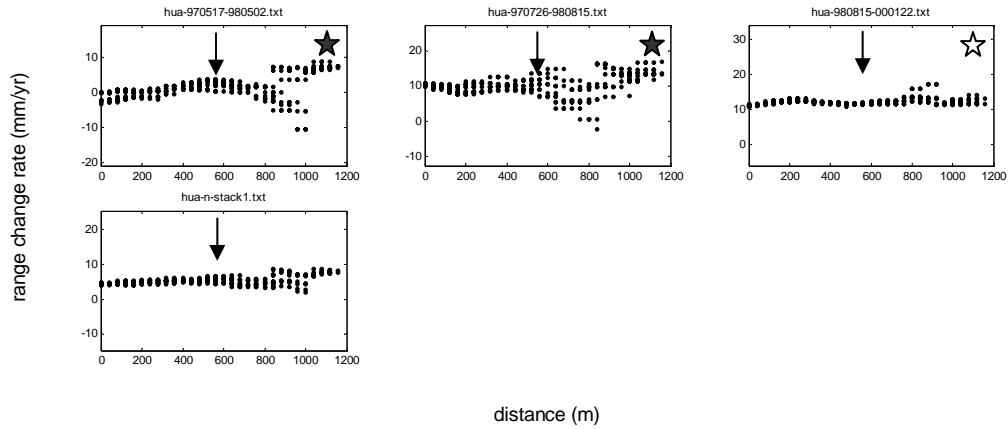 hua-970517-980502.txt
hua-970726-980815.txt
hua-980815-000122.txt
10
0
-10
-20
0 200 400 600 800 1000 1200
20
10
0
-10
0 200 400 600 800 1000 1200
30
20
10
0
0 200 400 600 800 1000 1200
hua-n-stack1.txt
20
10
0
-10
0 200 400 600 800 1000 1200
range change rate (mm/yr)
distance (m)